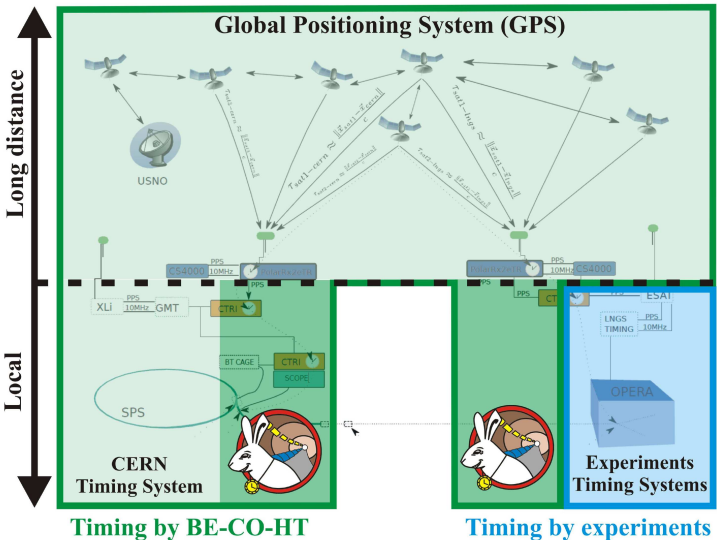 Global Positioning System (GPS)
Long distance
USNO
CS4000
PPS
10MHz
PPS
10MHz
CS4000
PPS
PPS
XLi
PPS
10MHz
GMT
CTRI
PPS
ESAT
LNGS
TIMING
PPS
10MHz
BT CAGE
CTRI
SCOPE
Local
SPS
OPERA
CERN
Timing System
Experiments
Timing Systems
Timing by BE-CO-HT
Timing by experiments